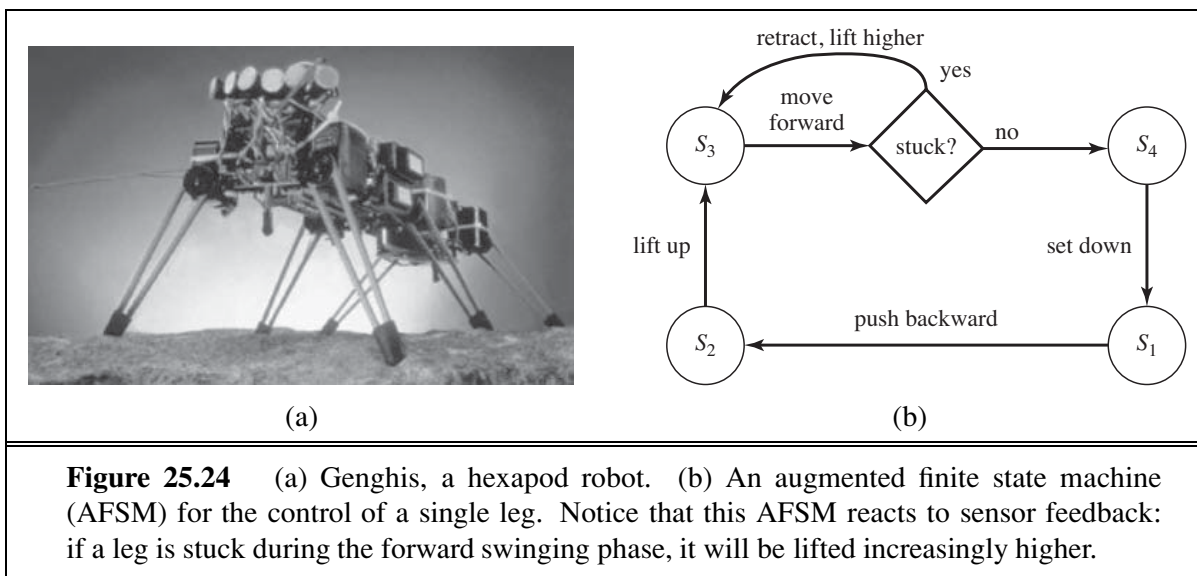 retract, lift higher
yes
move
forward
S3
stuck?
no
S4
lift up
set down
S2
push backward
S1
(a)
(b)
Figure 25.24 (a) Genghis, a hexapod robot. (b) An augmented finite state machine
(AFSM) for the control of a single leg. Notice that this AFSM reacts to sensor feedback:
if a leg is stuck during the forward swinging phase, it will be lifted increasingly higher.